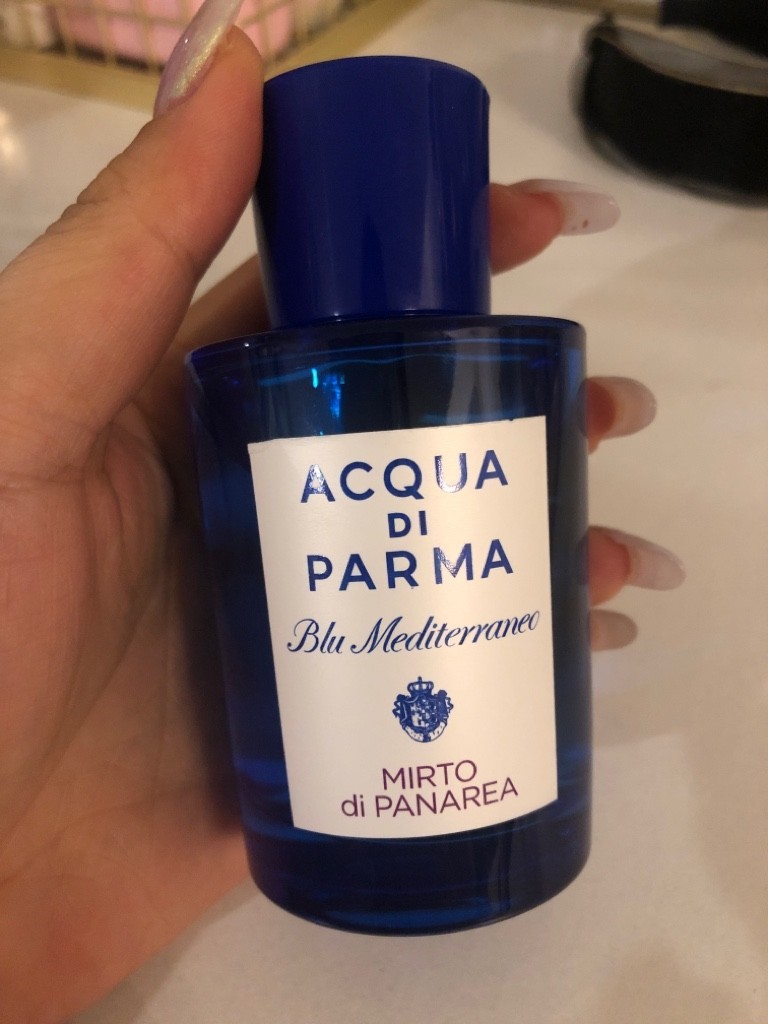 ACQUA
DI
PARMA
Blu Mediterraneo
MIRTO
di PANAREA